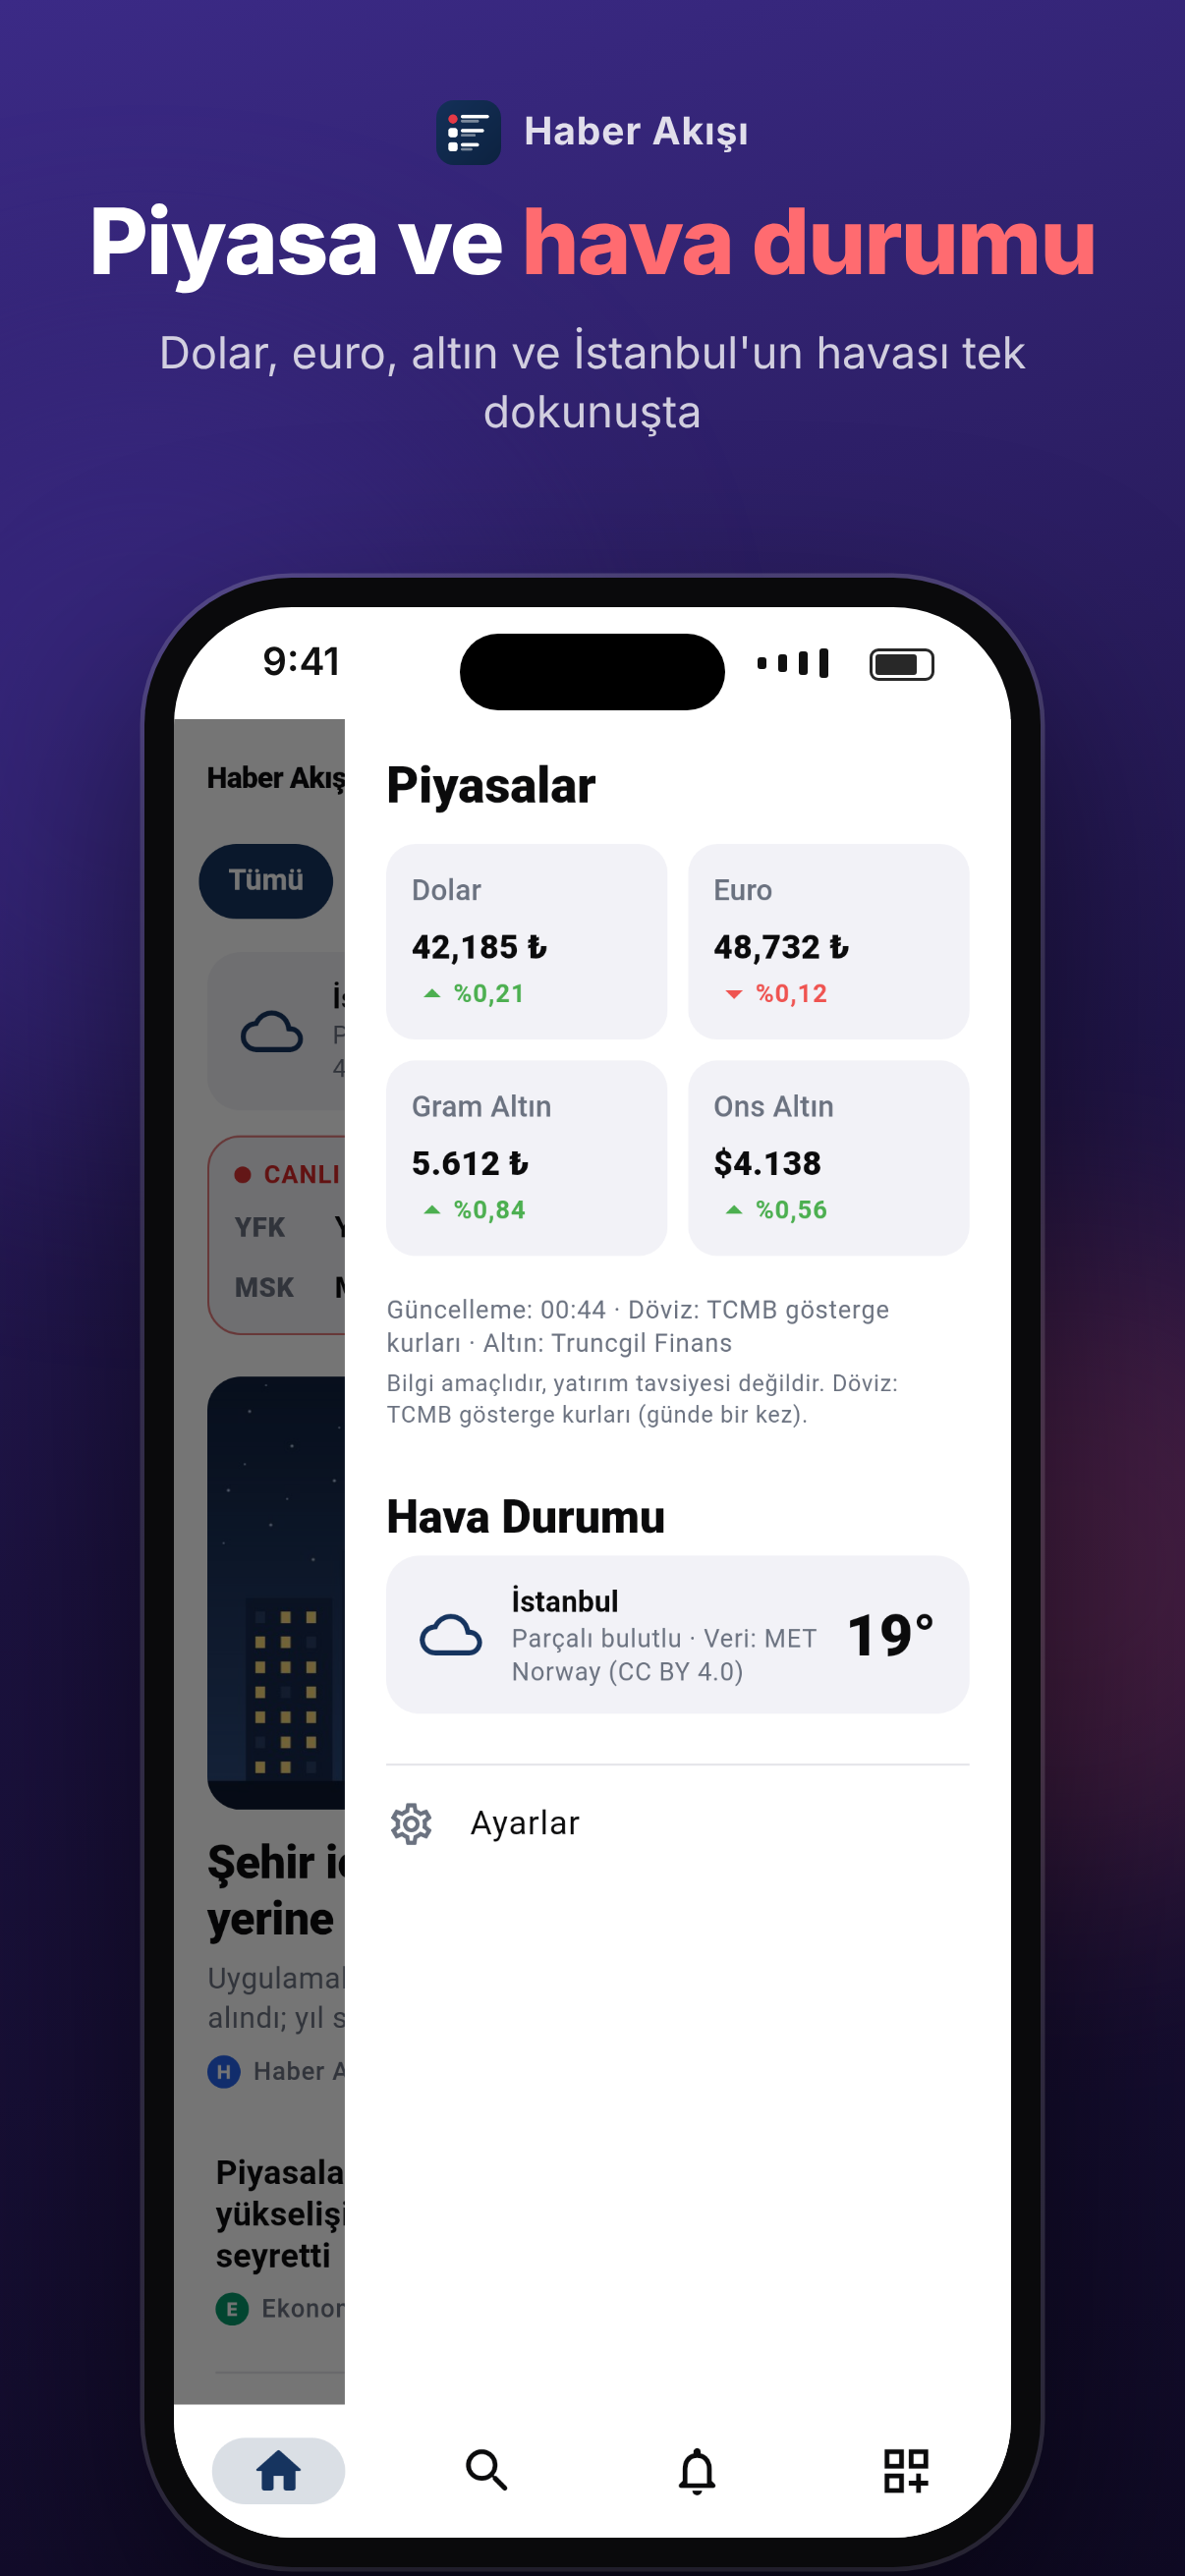 Haber Akışı
Piyasa ve hava durumu
Dolar, euro, altın ve İstanbul'un havası tek
dokunuşta
9:41
Haber Akış
Tümü
CANLI
YFK
MSK
Şehir
yerine
alındı; yıl
H Haber
yükselişi
seyretti
E
Piyasalar
Dolar
42,185 ₺
%0,21
Euro
48,732 ₺
%0,12
Gram Altın
5.612 ₺
%0,84
Ons Altın
$4.138
%0,56
Güncelleme: 00:44 · Döviz: TCMB gösterge
kurları · Altın: Truncgil Finans
Bilgi amaçlıdır, yatırım tavsiyesi değildir. Döviz:
TCMB gösterge kurları (günde bir kez).
Hava Durumu
İstanbul
Parçalı bulutlu · Veri: MET
Norway (CC BY 4.0)
19°
Ayarlar